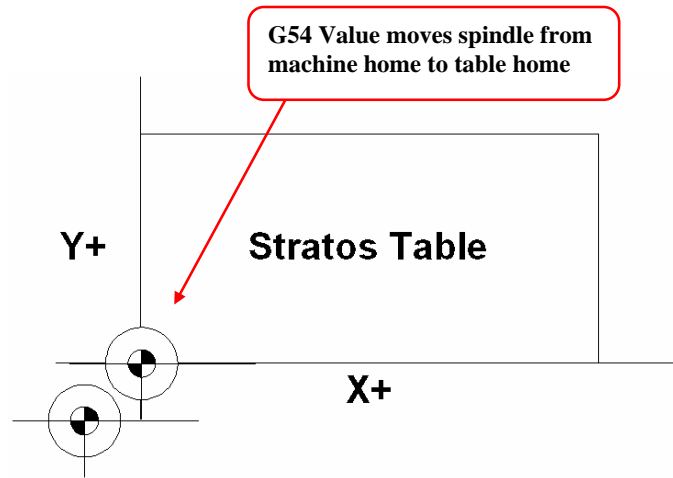 G54 Value moves spindle from
machine home to table home
Y+
Stratos Table
X+